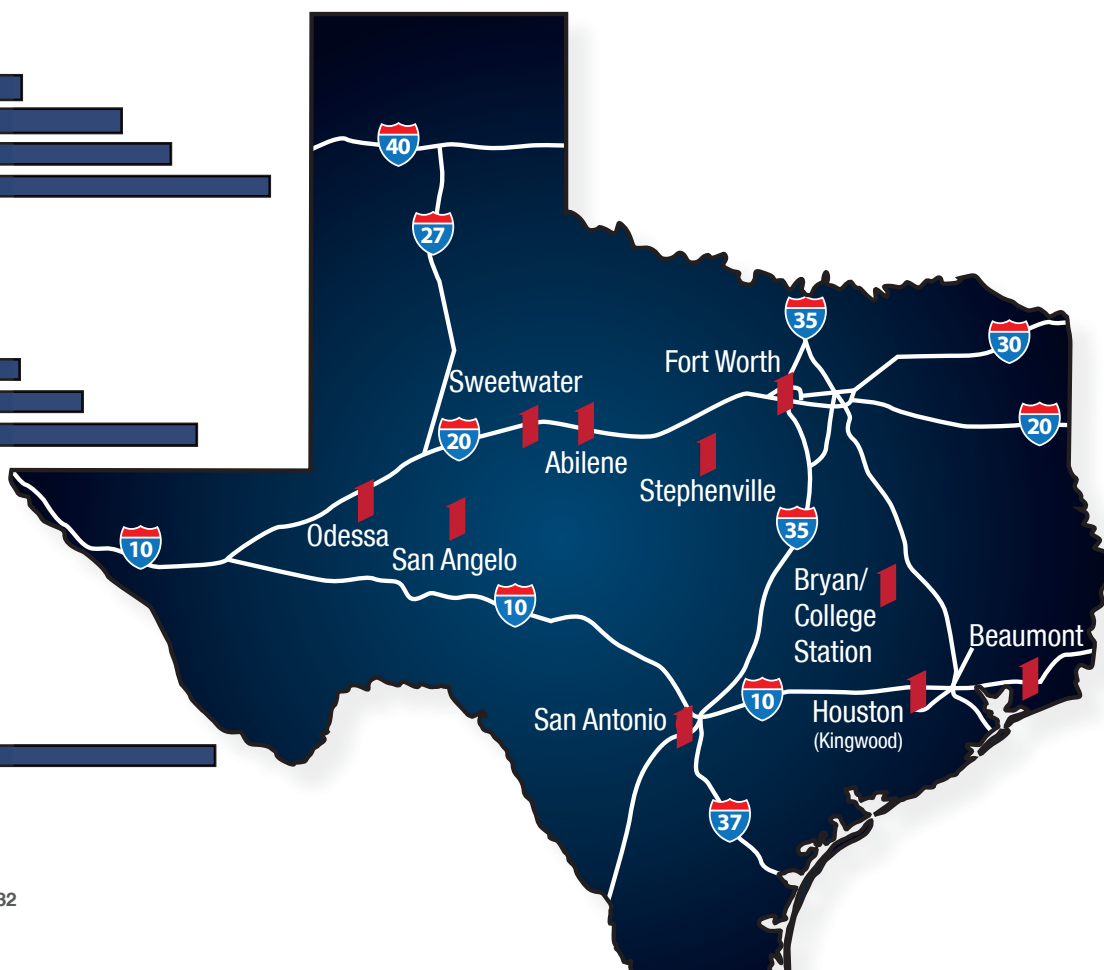 40
27
35
30
Fort Worth
Sweetwater
20
20
Abilene
Stephenville
Odessa
San Angelo
35
10
10
Bryan/
College
Station
Beaumont
10
San Antonio
Houston
(Kingwood)
37
32